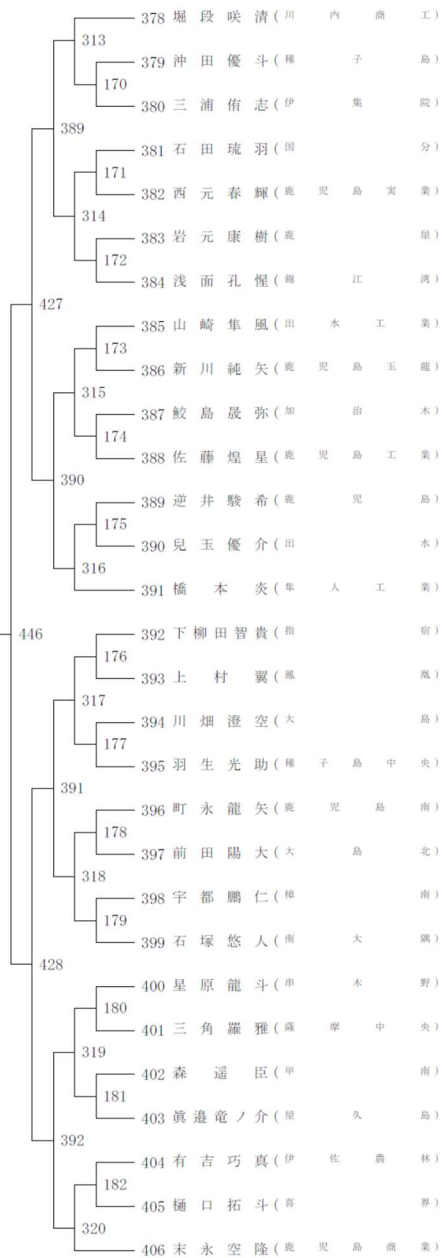 378 堀段咲清(川内商工)
313
379 沖田優斗(種子島)
170
380 三浦侑志(伊集院)
389
381 石田琉羽(国分)
171
382 西元春輝(鹿児島実業)
314
383 岩元康樹(鹿屋)
172
384 浅面孔惺(錦江湾)
427
385 山崎隼風(出水工業)
173
386 新川純矢(鹿児島玉龍)
315
387 鮫島晟弥(加治木)
174
388 佐藤煌星(鹿児島工業)
390
389 逆井駿希(鹿児島)
175
390 兒玉優介(出水)
316
391 橋本炎(隼人工業)
446
392 下柳田智貴(指宿)
176
393 上村翼(鳳凰)
317
394 川畑澄空(大島)
177
395 羽生光助(種子島中央)
391
396 町永龍矢(鹿児島南)
178
397 前田陽大(大島北)
318
398 宇都鵬仁(樟南)
179
399 石塚悠人(南大隅)
428
400 星原龍斗(串木野)
180
401 三角羅雅(薩摩中央)
319
402 森遥臣(甲南)
181
403 眞邉竜ノ介(屋久島)
392
404 有吉巧真(伊佐農林)
182
405 樋口拓斗(喜界)
320
406 末永空隆(鹿児島商業)